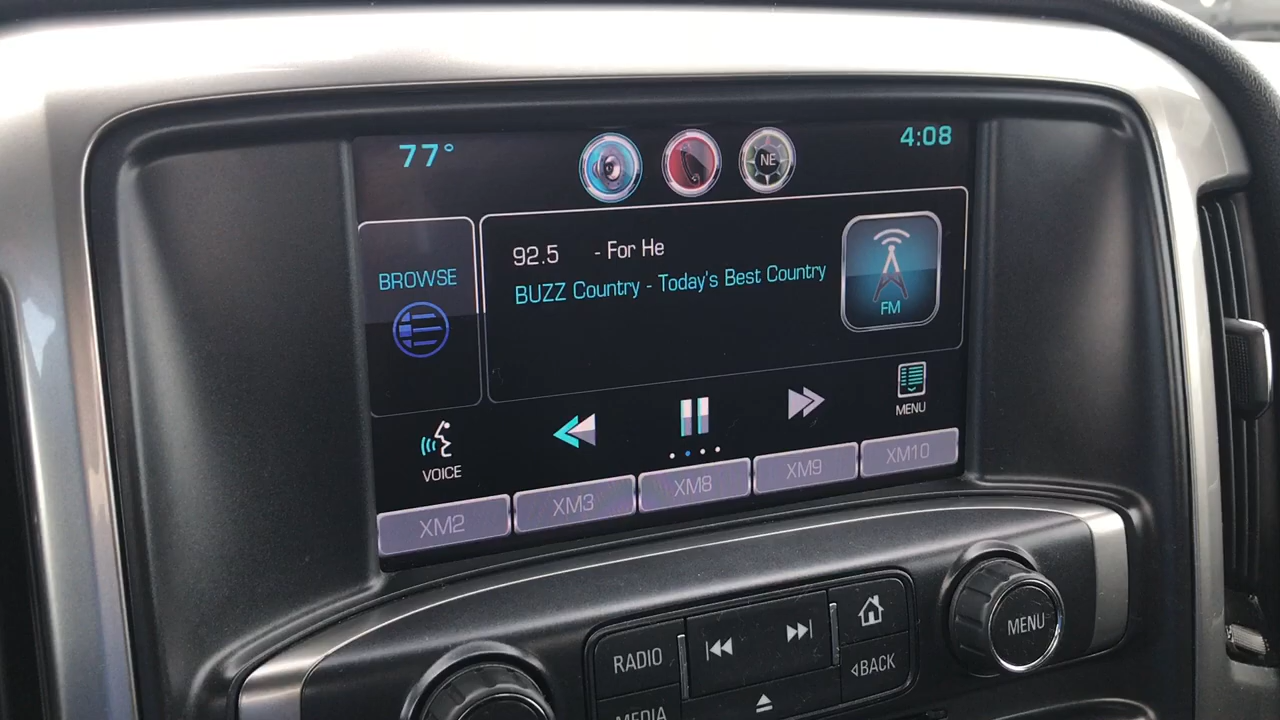 77°
NE
4:08
BROWSE
92.5 - For He
BUZZ Country - Today's Best Country
FM
VOICE
MENU
XM2
XM3
XM8
XM9
XM10
RADIO
MENU
BACK
MEDIA